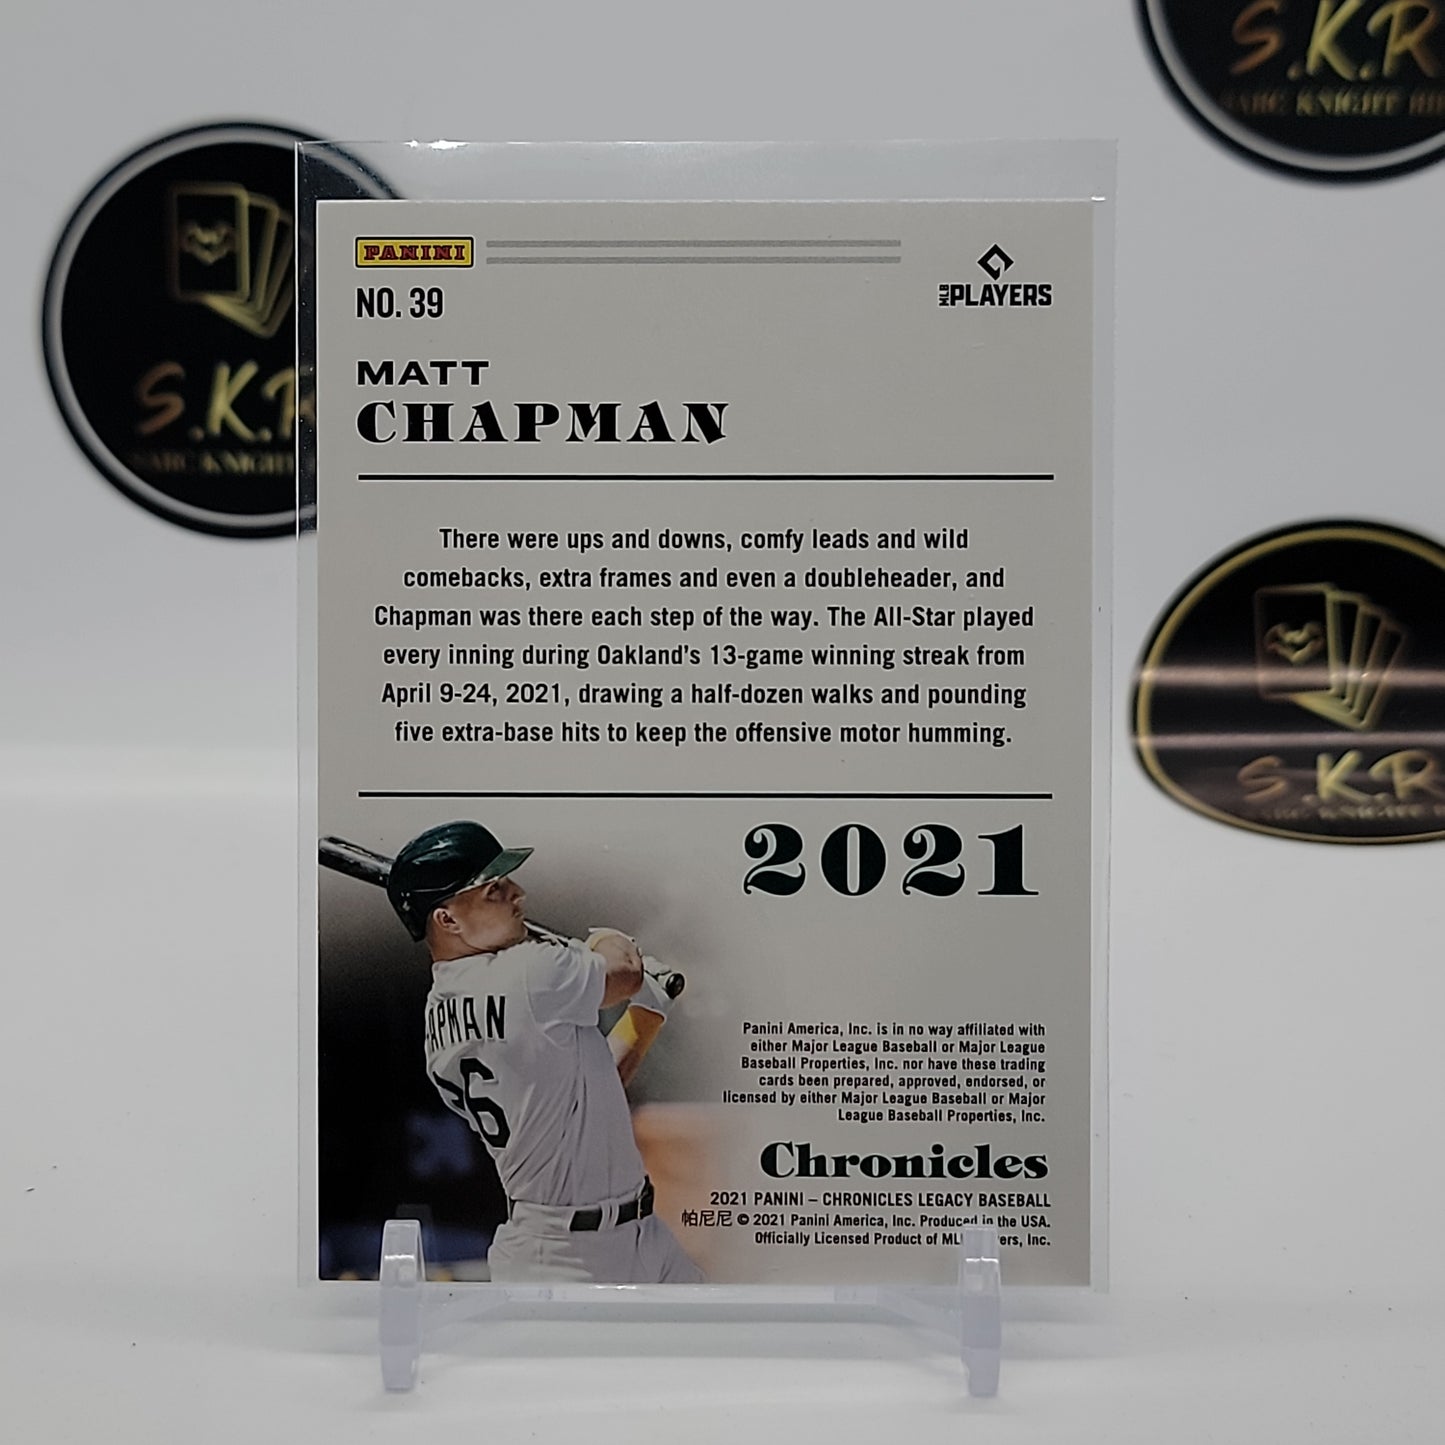 S.K.R
KNIGHT
PANINI
NO. 39
MLB PLAYERS
MATT
CHAPMAN
S.K.R
KNIGHT
There were ups and downs, comfy leads and wild
comebacks, extra frames and even a doubleheader, and
Chapman was there each step of the way. The All-Star played
every inning during Oakland's 13-game winning streak from
April 9-24, 2021, drawing a half-dozen walks and pounding
five extra-base hits to keep the offensive motor humming.
S.K.R
KNIGHT
2021
26
Panini America, Inc. is in no way affiliated with
either Major League Baseball or Major League
Baseball Properties, Inc. nor have these trading
cards been prepared, approved, endorsed, or
licensed by either Major League Baseball or Major
League Baseball Properties, Inc.
Chronicles
2021 PANINI – CHRONICLES LEGACY BASEBALL
帕尼尼 © 2021 Panini America, Inc. Produced in the USA.
Officially Licensed Product of Inc.